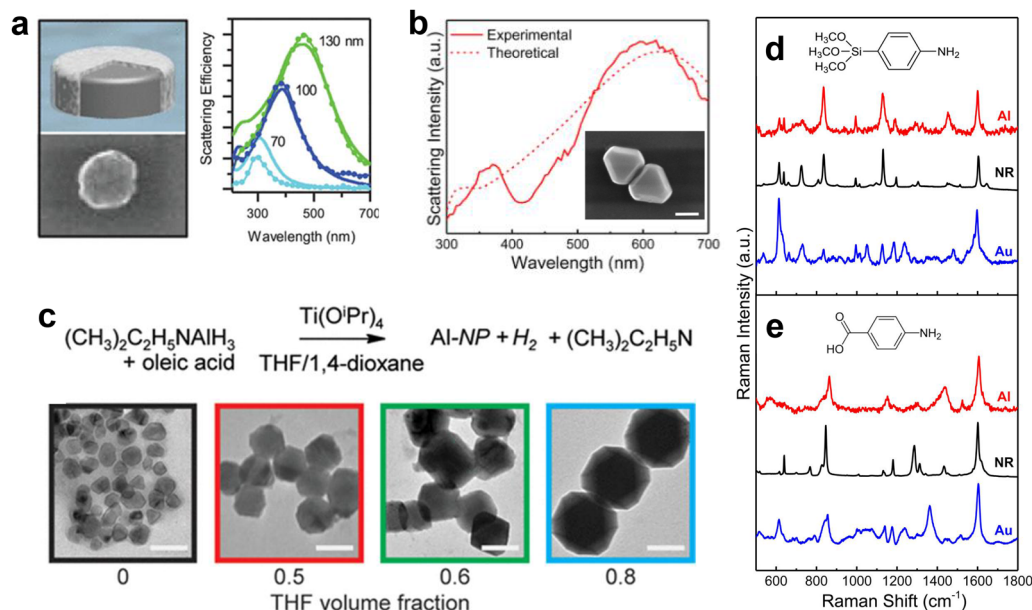 a
Scattering Efficiency
130 nm
100
70
300 500 700
Wavelength (nm)
b
Scattering Intensity (a.u.)
Experimental
Theoretical
300 400 500 600 700
Wavelength (nm)
c
(CH₃)₂C₂H₅NAlH₃
+ oleic acid
Ti(OⁱPr)₄
THF/1,4-dioxane
Al-NP + H₂ + (CH₃)₂C₂H₅N
0 0.5 0.6 0.8
THF volume fraction
Raman Intensity (a.u.)
d
H₃CO
H₃CO-Si
H₃CO
NH₂
Al
NR
Au
e
O
HO
NH₂
Al
NR
Au
600 800 1000 1200 1400 1600 1800
Raman Shift (cm⁻¹)